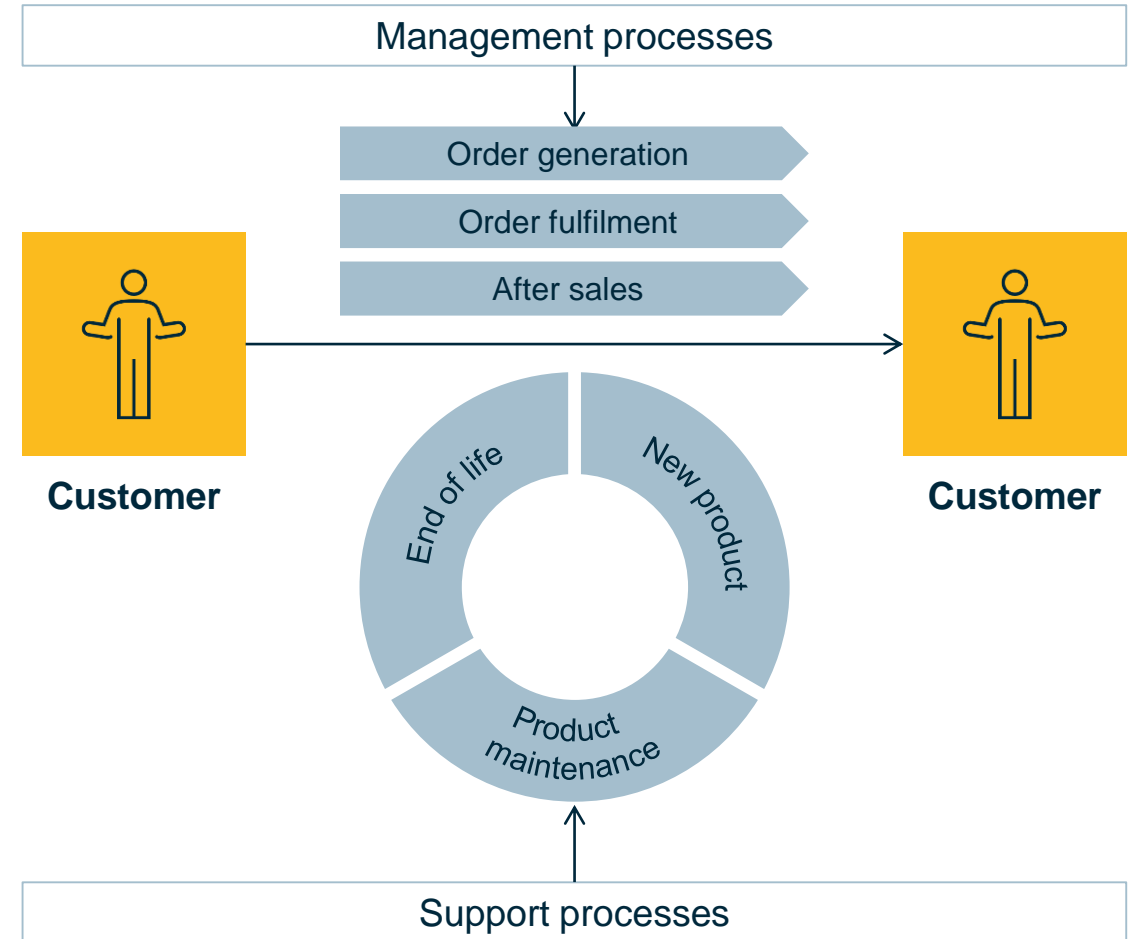 Management processes
Order generation
Order fulfilment
After sales
Customer
Customer
End of life
New product
Product
maintenance
Support processes